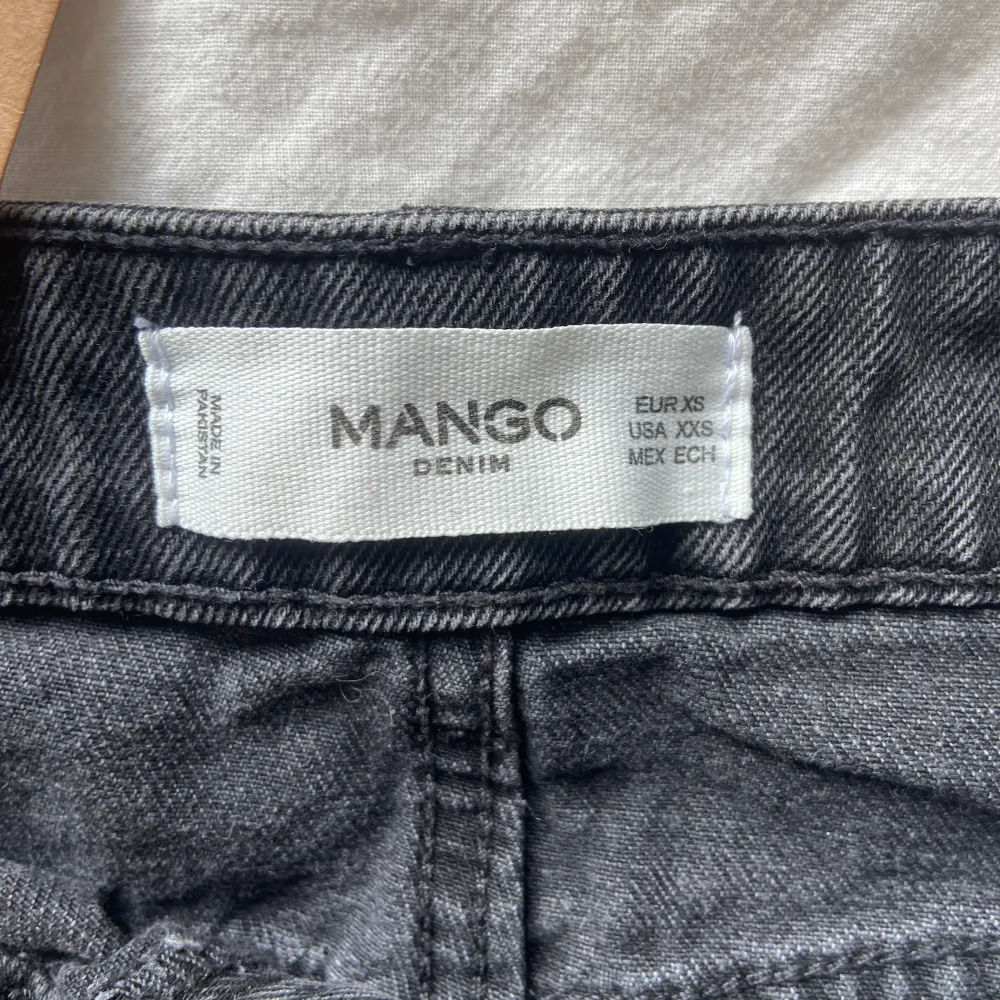 MADE IN
PAKISTAN
MANGO
DENIM
EUR XS
USA XXS
MEX ECH